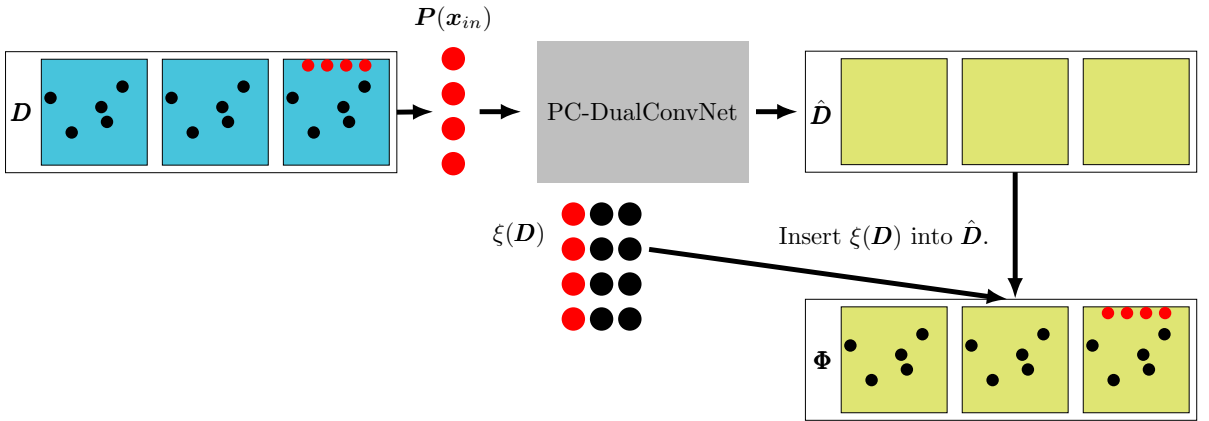 P(x_in)
D
PC-DualConvNet
D̂
ξ(D)
Insert ξ(D) into D̂.
Φ